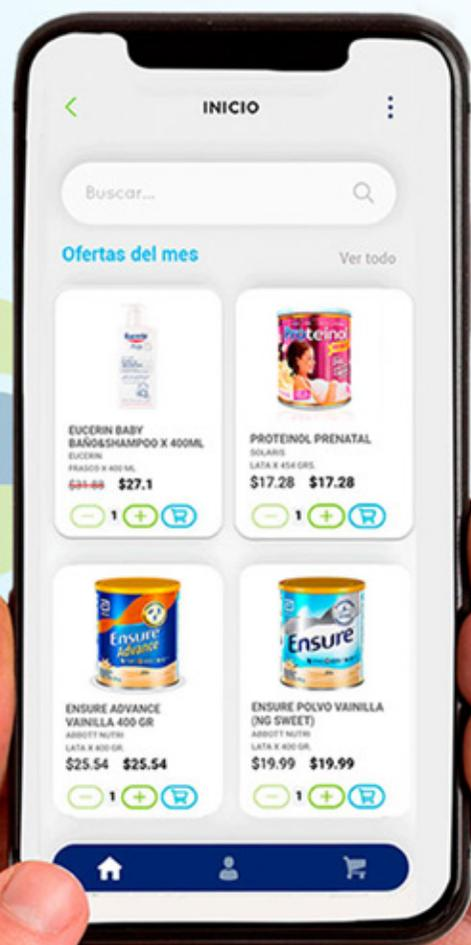 INICIO
Buscar...
Ofertas del mes
Ver todo
Eucerin
EUCERIN BABY
BAÑO&SHAMPOO X 400ML
EUCERIN
FRASCO X 400 ML
$31.88 $27.1
1
Proteinol
PROTEINOL PRENATAL
SOLARIS
LATA X 454 GRS.
$17.28 $17.28
1
Ensure
Advance
ENSURE ADVANCE
VAINILLA 400 GR
ABBOTT NUTRI
LATA X 400 GR.
$25.54 $25.54
1
Ensure
ENSURE POLVO VAINILLA
(NG SWEET)
ABBOTT NUTRI
LATA X 400 GR.
$19.99 $19.99
1